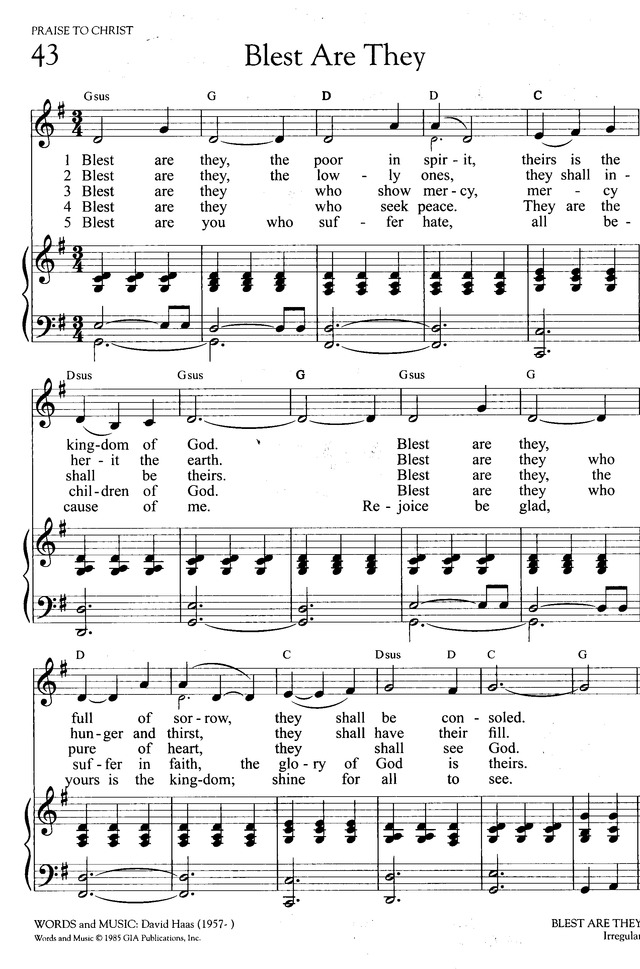 PRAISE TO CHRIST
43 Blest Are They
Gsus G D D C
1 Blest are they, the poor in spir - it, theirs is the
2 Blest are they, the low - ly ones, they shall in -
3 Blest are they who show mer - cy, mer - cy
4 Blest are they who seek peace. They are the
5 Blest are you who suf - fer hate, all be -
Dsus Gsus G Gsus G
king-dom of God. Blest are they,
her - it the earth. Blest are they who
shall be theirs. Blest are they, the
chil - dren of God. Blest are they who
cause of me. Re - joice be glad,
D C Dsus D C G
full of sor - row, they shall be con - soled.
hun - ger and thirst, they shall have their fill.
pure of heart, they shall see God.
suf - fer in faith, the glo - ry of God is theirs.
yours is the king-dom; shine for all to see.
WORDS and MUSIC: David Haas (1957- ) BLEST ARE THEY
Words and Music © 1985 GIA Publications, Inc. Irregular